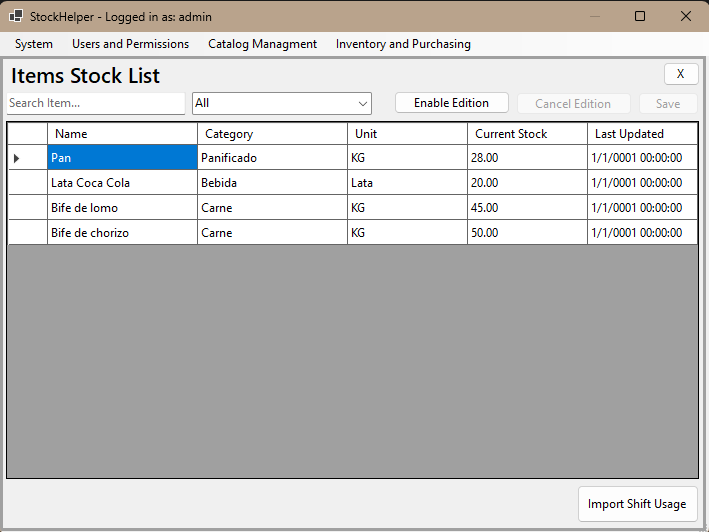 StockHelper - Logged in as: admin
System Users and Permissions Catalog Managment Inventory and Purchasing
Items Stock List X
Search Item... All Enable Edition Cancel Edition Save
Name Category Unit Current Stock Last Updated
Pan Panificado KG 28.00 1/1/0001 00:00:00
Lata Coca Cola Bebida Lata 20.00 1/1/0001 00:00:00
Bife de lomo Carne KG 45.00 1/1/0001 00:00:00
Bife de chorizo Carne KG 50.00 1/1/0001 00:00:00
Import Shift Usage